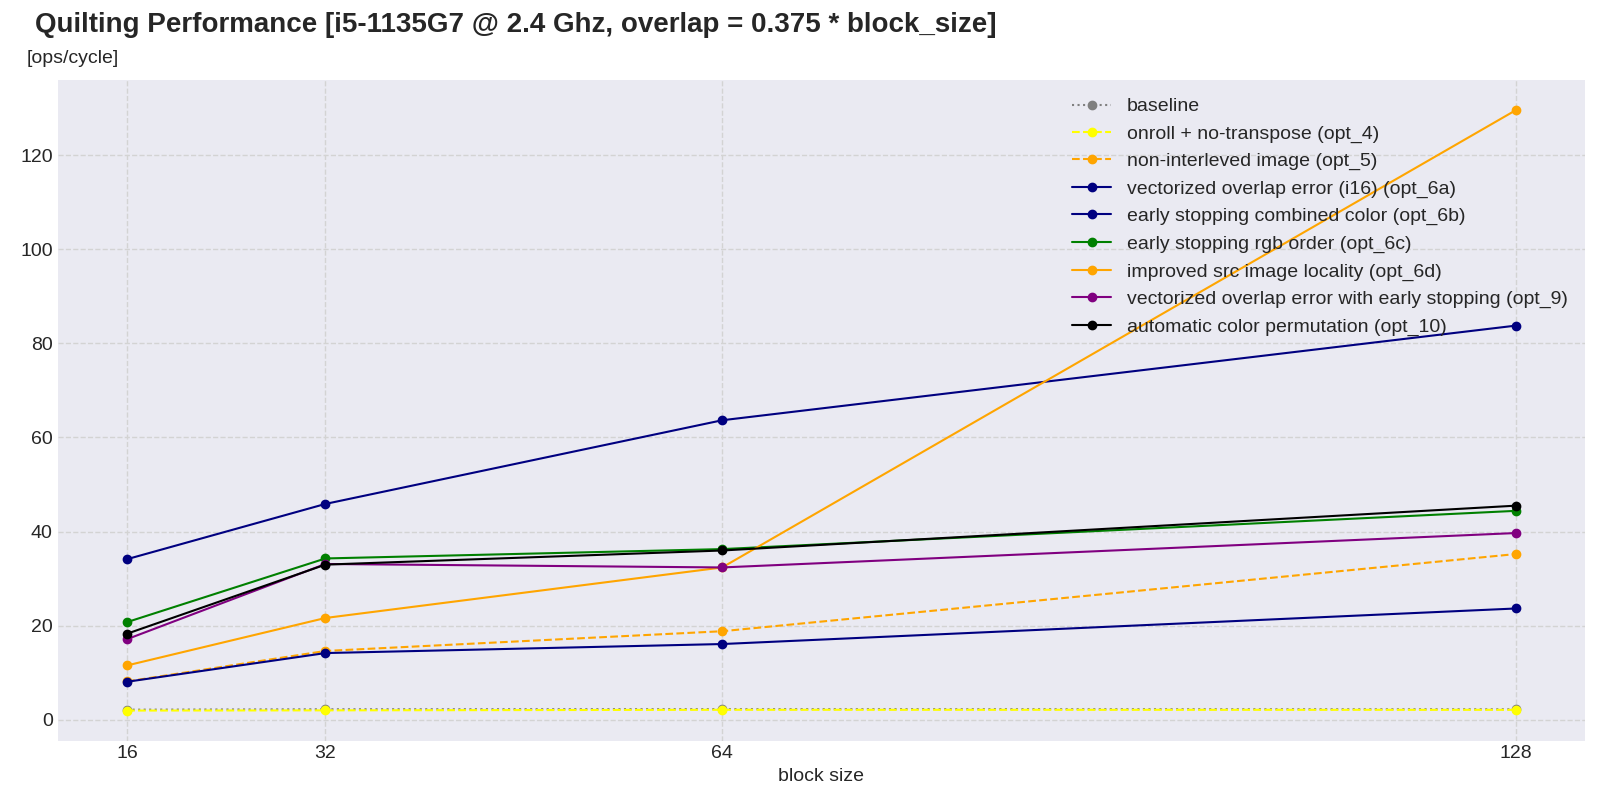 Quilting Performance [i5-1135G7 @ 2.4 Ghz, overlap = 0.375 * block_size]
[ops/cycle]
baseline
onroll + no-transpose (opt_4)
non-interleved image (opt_5)
vectorized overlap error (i16) (opt_6a)
early stopping combined color (opt_6b)
early stopping rgb order (opt_6c)
improved src image locality (opt_6d)
vectorized overlap error with early stopping (opt_9)
automatic color permutation (opt_10)
120
100
80
60
40
20
0
16 32 64 128
block size